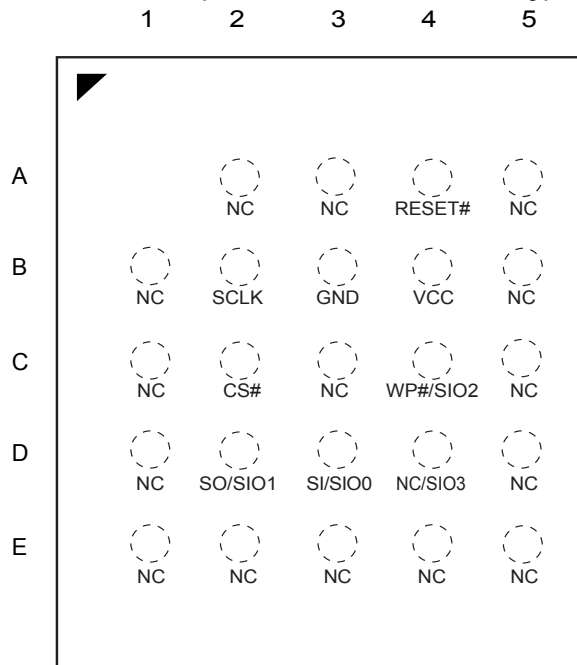 1 2 3 4 5
A
NC NC RESET# NC
B
NC SCLK GND VCC NC
C
NC CS# NC WP#/SIO2 NC
D
NC SO/SIO1 SI/SIO0 NC/SIO3 NC
E
NC NC NC NC NC